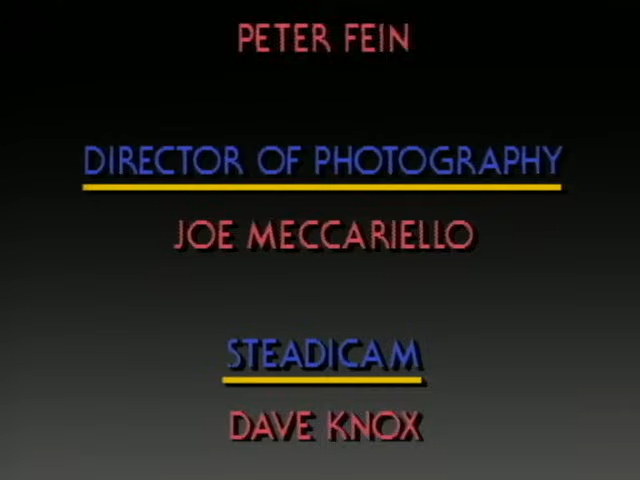 PETER FEIN
DIRECTOR OF PHOTOGRAPHY
JOE MECCARIELLO
STEADICAM
DAVE KNOX